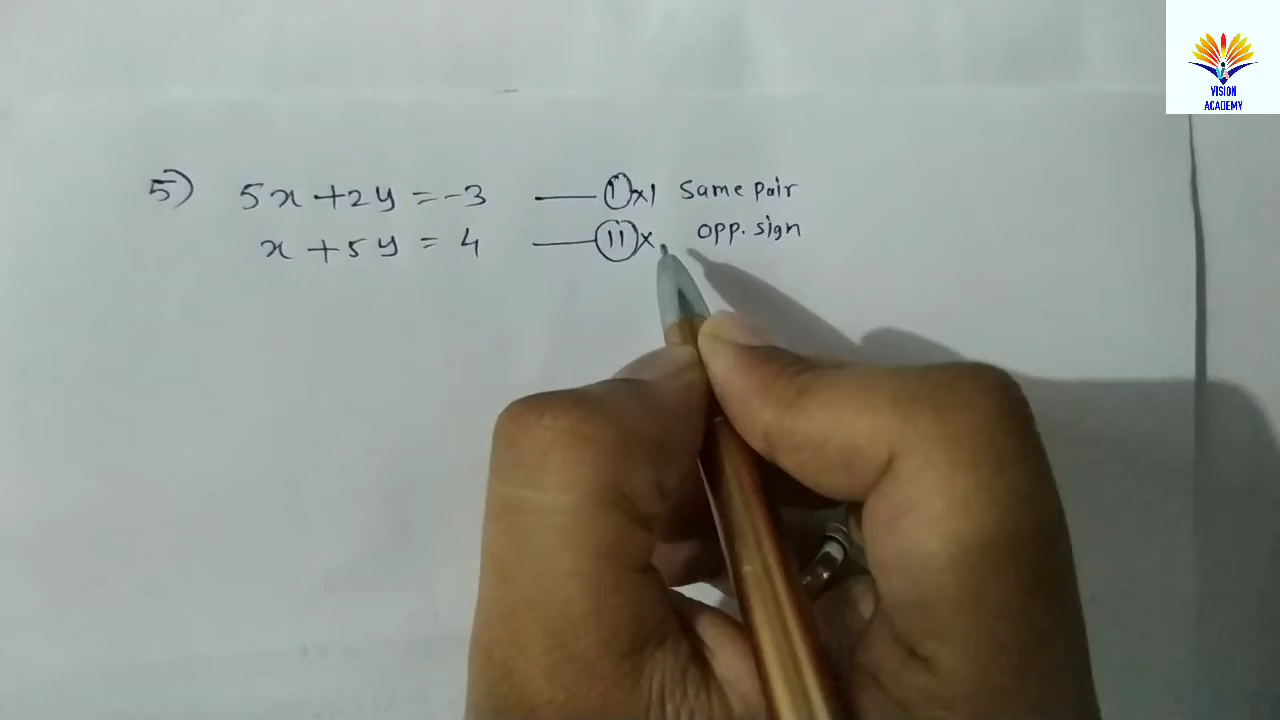 5) 5x + 2y = -3 —— (I) ×1 same pair
x + 5y = 4 —— (II) × opp. sign
VISION
ACADEMY